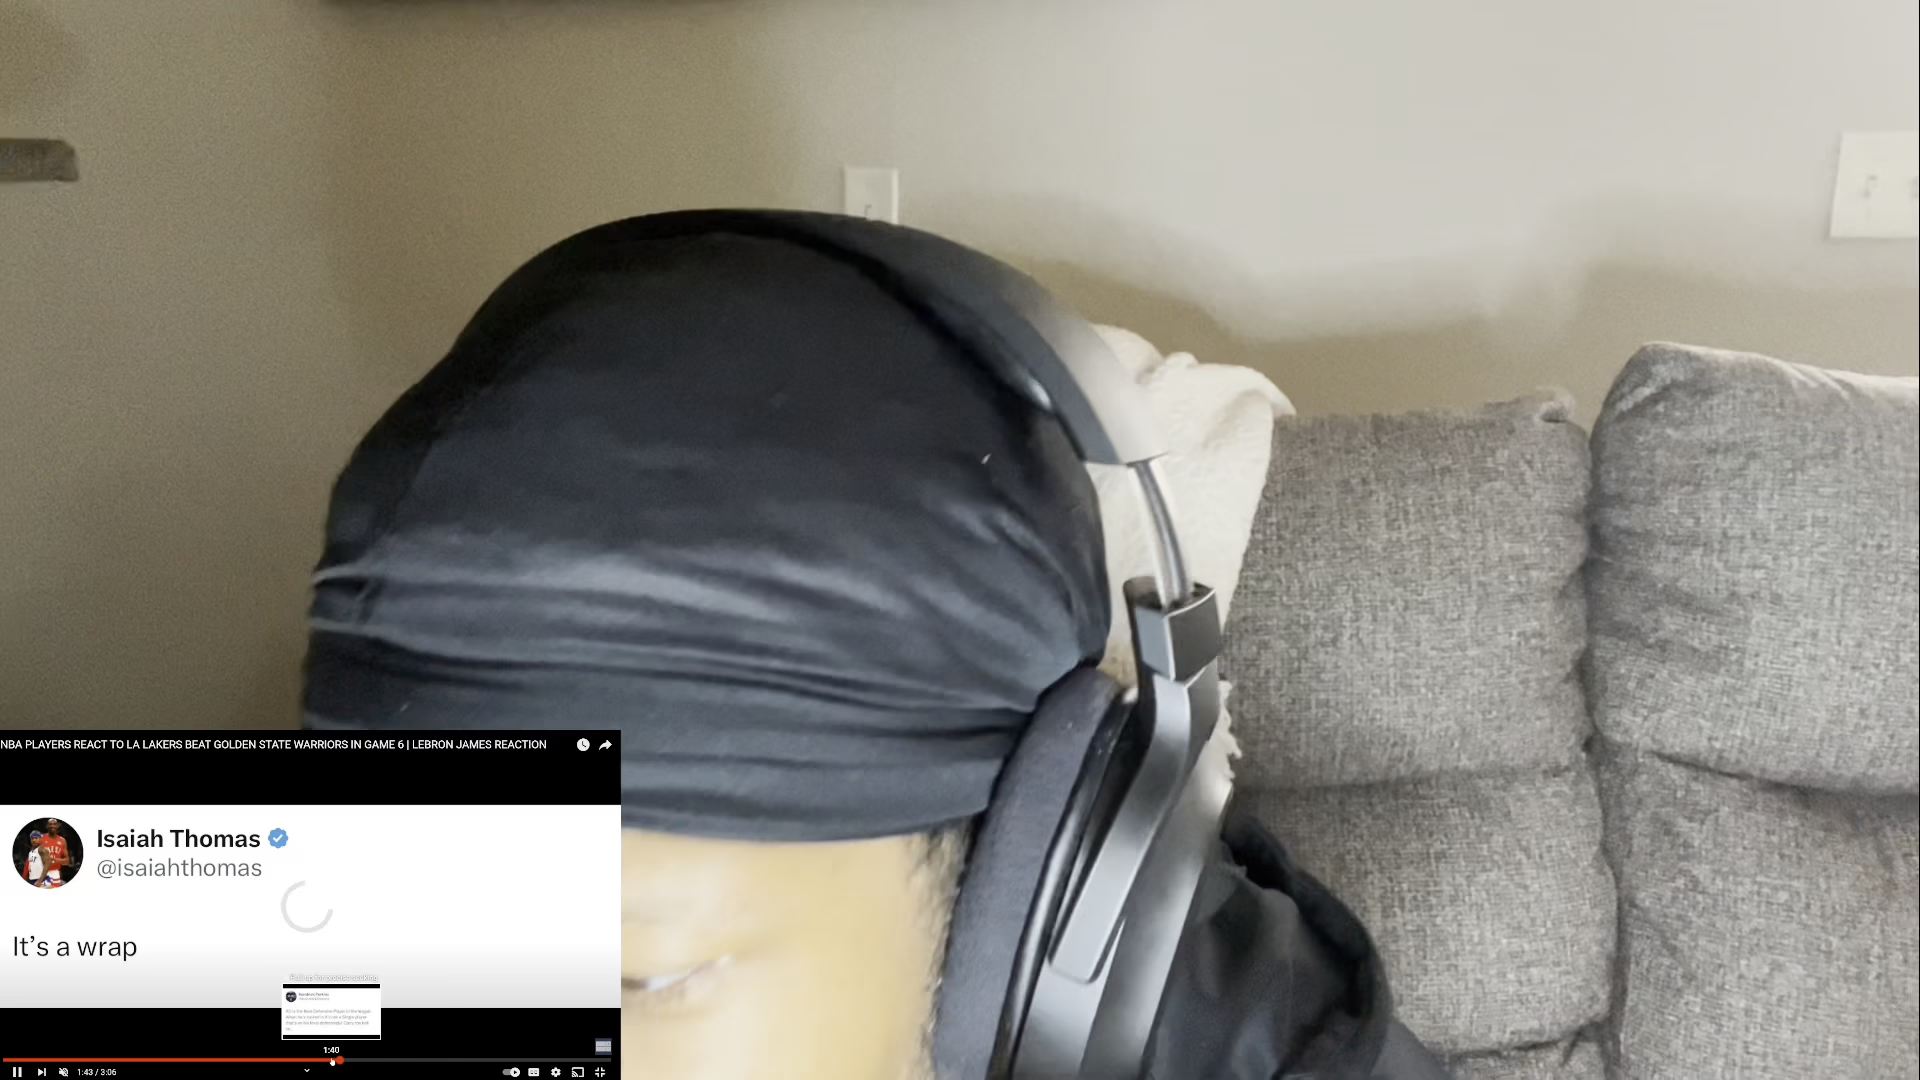 NBA PLAYERS REACT TO LA LAKERS BEAT GOLDEN STATE WARRIORS IN GAME 6 | LEBRON JAMES REACTION
Isaiah Thomas
@isaiahthomas
It’s a wrap
1:40
1:43 / 3:06